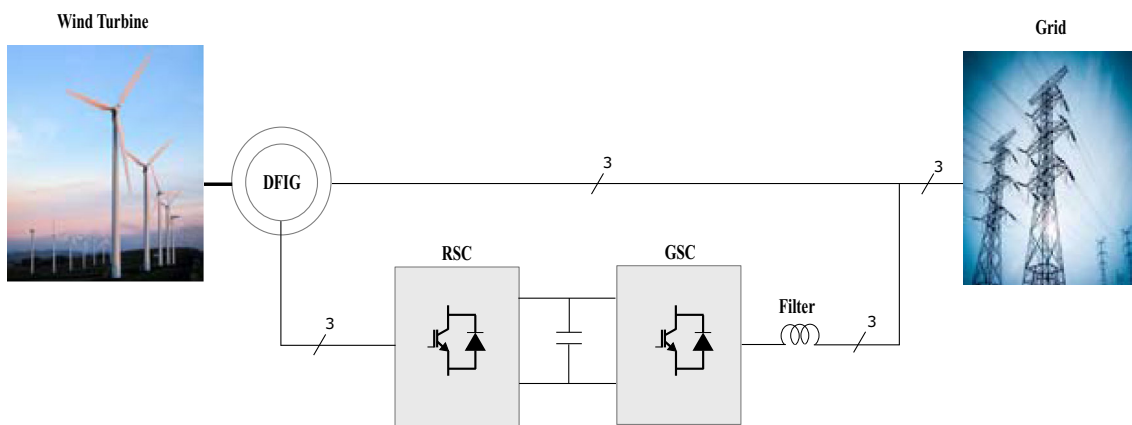 Wind Turbine
Grid
DFIG
3
3
RSC
GSC
Filter
3
3